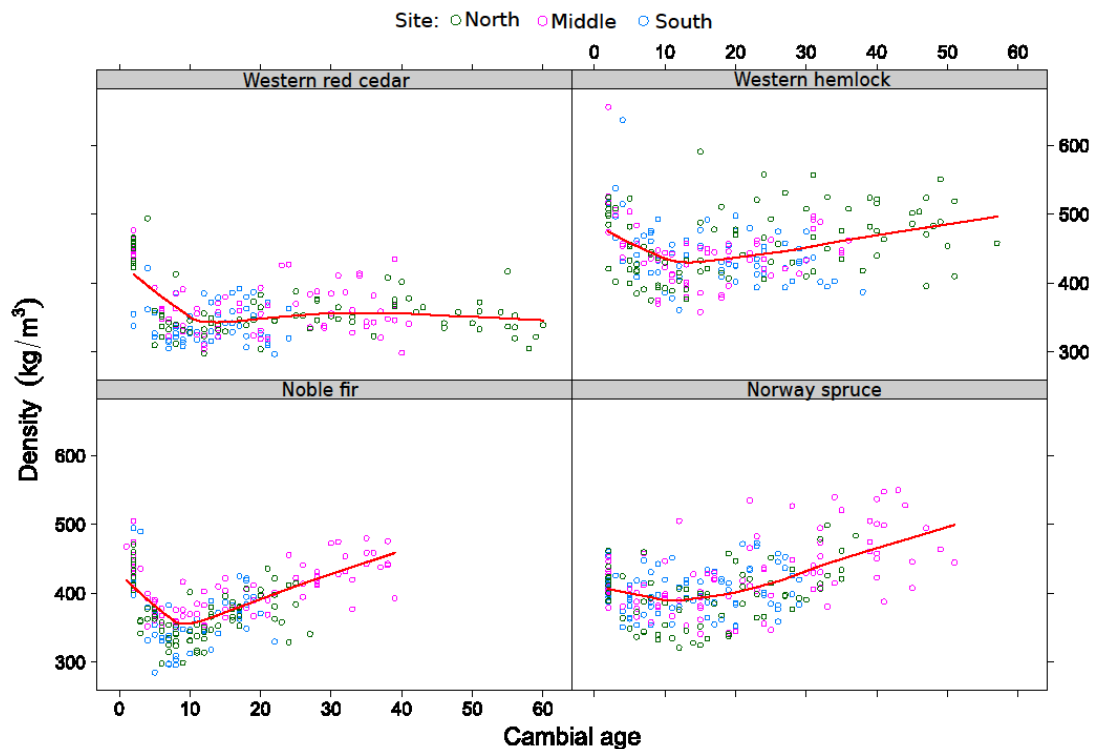 Site: North Middle South
0 10 20 30 40 50 60
Western red cedar Western hemlock
600
500
400
300
Noble fir Norway spruce
600
500
400
300
0 10 20 30 40 50 60
Density (kg/m³)
Cambial age